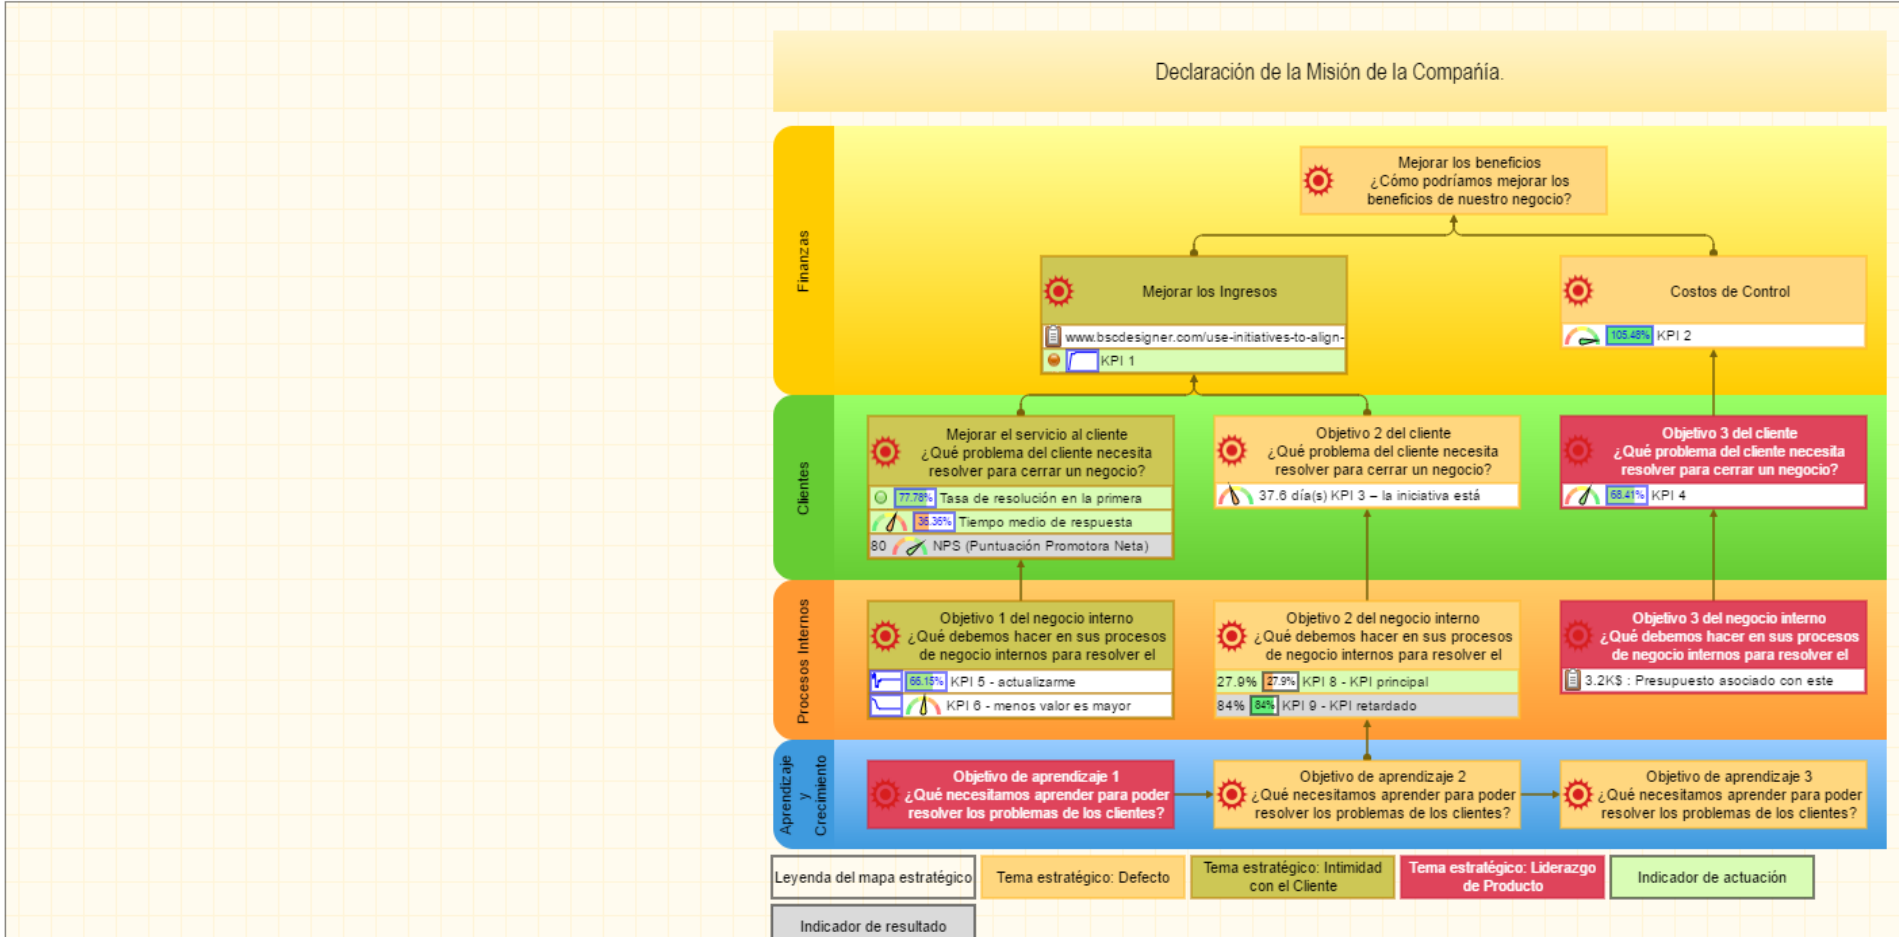 Declaración de la Misión de la Compañía.
Finanzas
Mejorar los beneficios
¿Cómo podríamos mejorar los
beneficios de nuestro negocio?
Mejorar los Ingresos
www.bscdesigner.com/use-initiatives-to-align-
KPI 1
Costos de Control
105.48% KPI 2
Clientes
Mejorar el servicio al cliente
¿Qué problema del cliente necesita
resolver para cerrar un negocio?
77.78% Tasa de resolución en la primera
36.36% Tiempo medio de respuesta
80 NPS (Puntuación Promotora Neta)
Objetivo 2 del cliente
¿Qué problema del cliente necesita
resolver para cerrar un negocio?
37.6 día(s) KPI 3 – la iniciativa está
Objetivo 3 del cliente
¿Qué problema del cliente necesita
resolver para cerrar un negocio?
68.41% KPI 4
Procesos Internos
Objetivo 1 del negocio interno
¿Qué debemos hacer en sus procesos
de negocio internos para resolver el
66.15% KPI 5 - actualizarme
KPI 6 - menos valor es mayor
Objetivo 2 del negocio interno
¿Qué debemos hacer en sus procesos
de negocio internos para resolver el
27.9% 27.9% KPI 8 - KPI principal
84% 84% KPI 9 - KPI retardado
Objetivo 3 del negocio interno
¿Qué debemos hacer en sus procesos
de negocio internos para resolver el
3.2K$ : Presupuesto asociado con este
Aprendizaje
y
Crecimiento
Objetivo de aprendizaje 1
¿Qué necesitamos aprender para poder
resolver los problemas de los clientes?
Objetivo de aprendizaje 2
¿Qué necesitamos aprender para poder
resolver los problemas de los clientes?
Objetivo de aprendizaje 3
¿Qué necesitamos aprender para poder
resolver los problemas de los clientes?
Leyenda del mapa estratégico
Tema estratégico: Defecto
Tema estratégico: Intimidad
con el Cliente
Tema estratégico: Liderazgo
de Producto
Indicador de actuación
Indicador de resultado